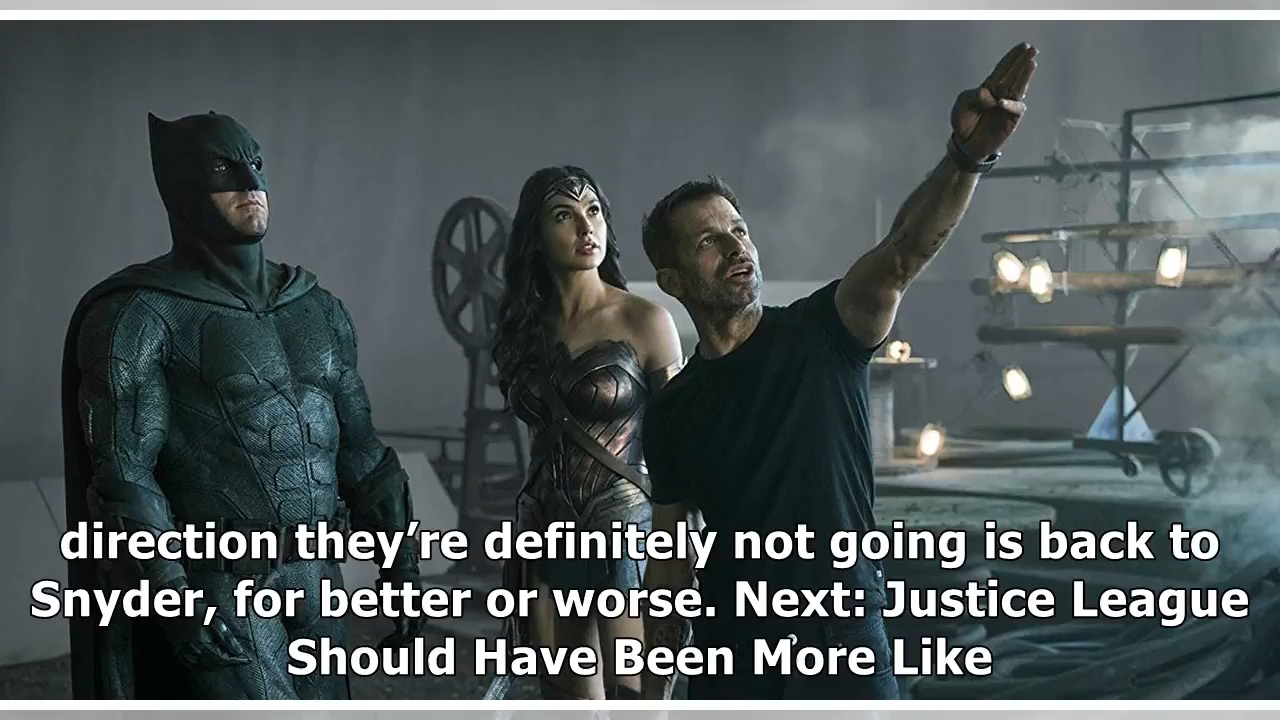 direction they’re definitely not going is back to
Snyder, for better or worse. Next: Justice League
Should Have Been More Like